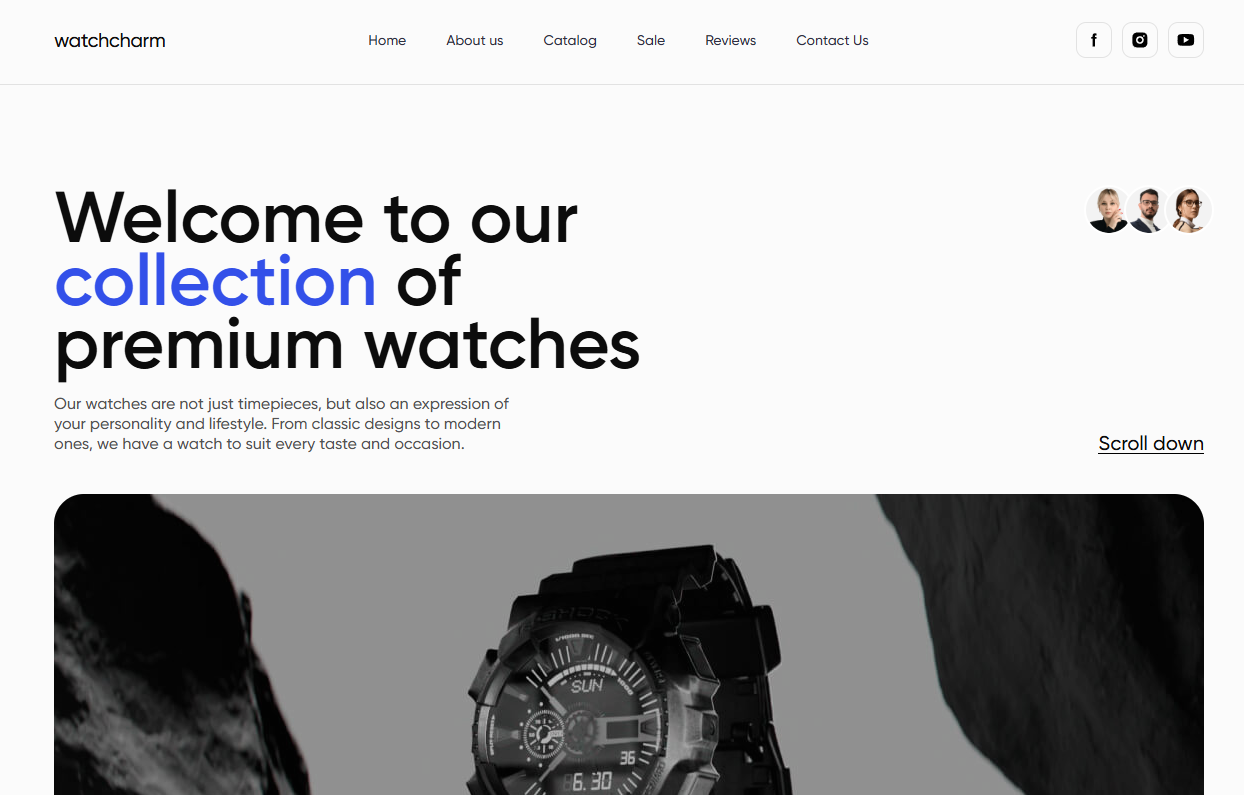 watchcharm
Home
About us
Catalog
Sale
Reviews
Contact Us
Welcome to our
collection of
premium watches
Our watches are not just timepieces, but also an expression of
your personality and lifestyle. From classic designs to modern
ones, we have a watch to suit every taste and occasion.
Scroll down
SUN
36
6:30